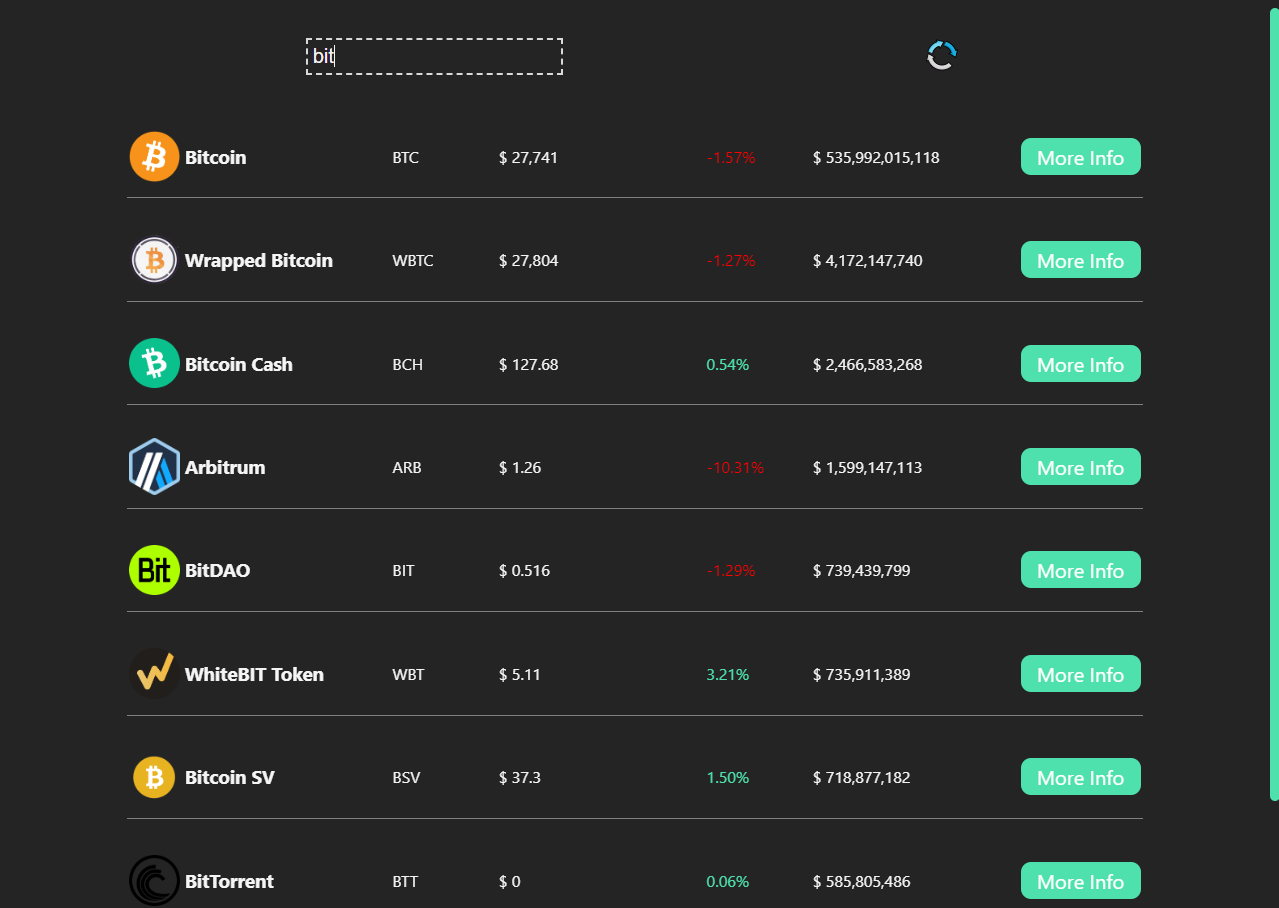 bit
Bitcoin BTC $ 27,741 -1.57% $ 535,992,015,118 More Info
Wrapped Bitcoin WBTC $ 27,804 -1.27% $ 4,172,147,740 More Info
Bitcoin Cash BCH $ 127.68 0.54% $ 2,466,583,268 More Info
Arbitrum ARB $ 1.26 -10.31% $ 1,599,147,113 More Info
Bit BitDAO BIT $ 0.516 -1.29% $ 739,439,799 More Info
WhiteBIT Token WBT $ 5.11 3.21% $ 735,911,389 More Info
Bitcoin SV BSV $ 37.3 1.50% $ 718,877,182 More Info
BitTorrent BTT $ 0 0.06% $ 585,805,486 More Info